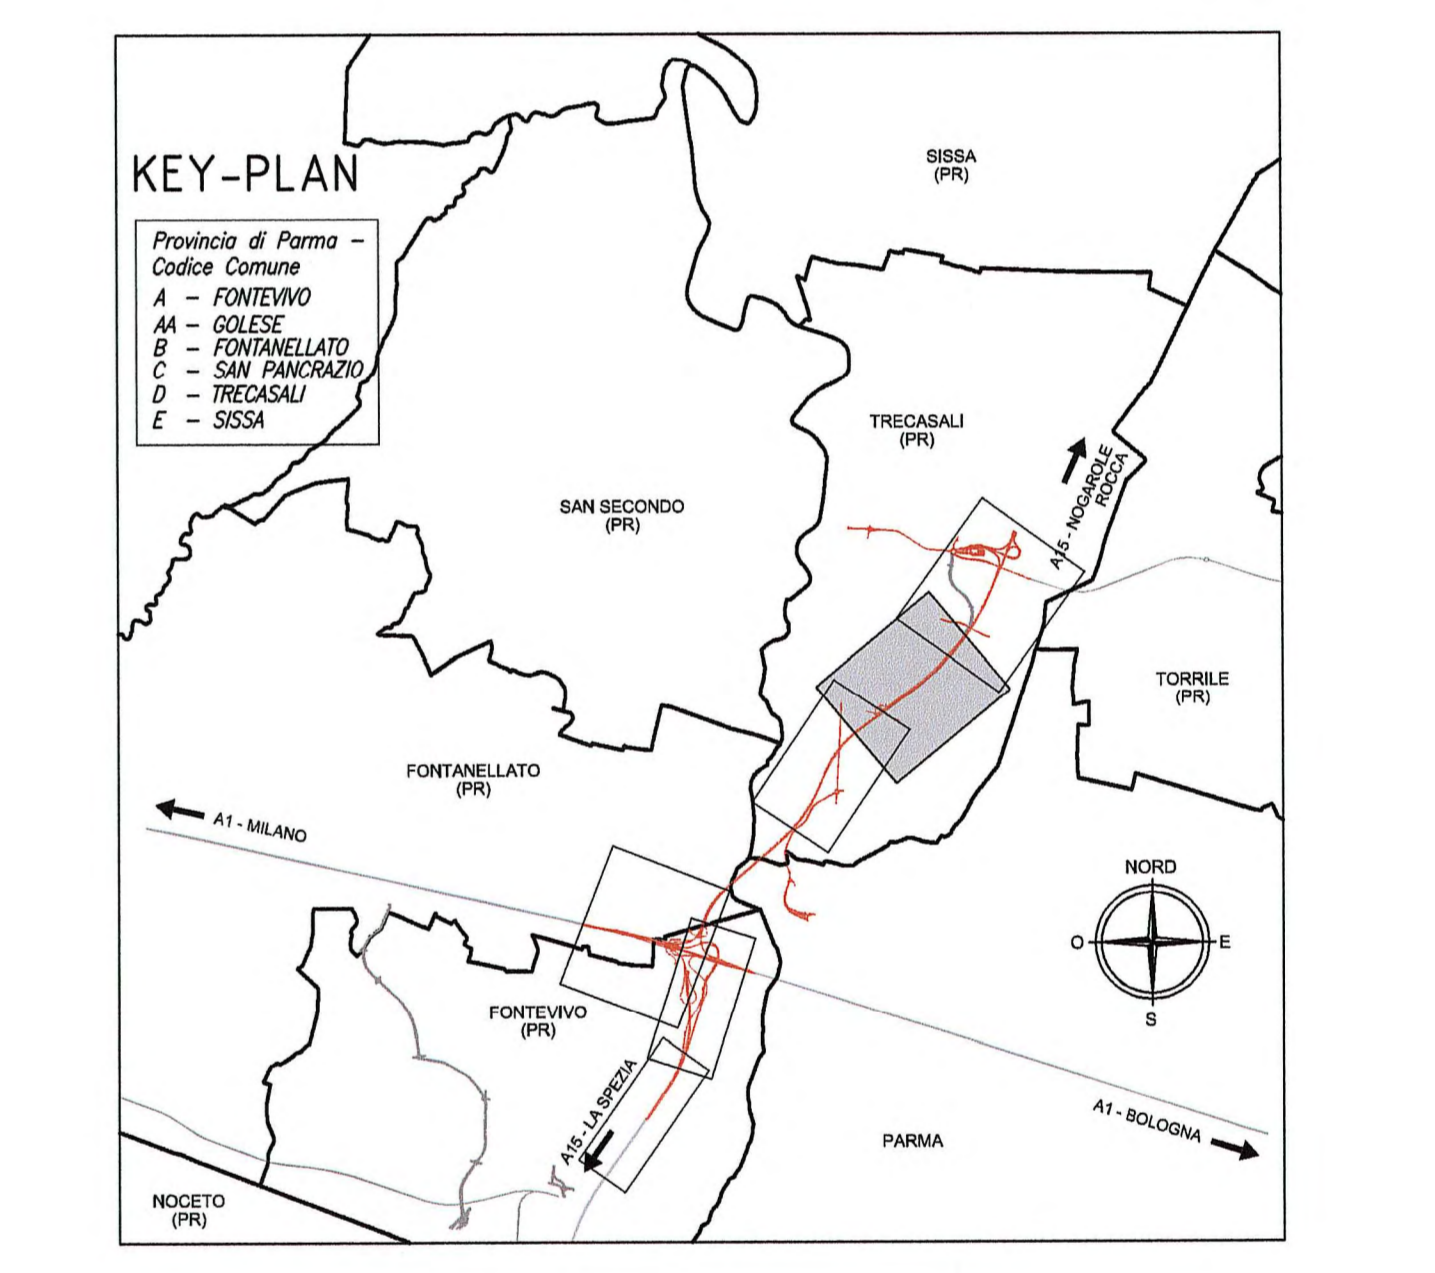 KEY-PLAN
Provincia di Parma –
Codice Comune
A – FONTEVIVO
AA – GOLESE
B – FONTANELLATO
C – SAN PANCRAZIO
D – TRECASALI
E – SISSA
SISSA
(PR)
TRECASALI
(PR)
A15 - NOGAROLE
ROCCA
SAN SECONDO
(PR)
TORRILE
(PR)
FONTANELLATO
(PR)
A1 - MILANO
NORD
O
E
S
FONTEVIVO
(PR)
A15 - LA SPEZIA
A1 - BOLOGNA
PARMA
NOCETO
(PR)